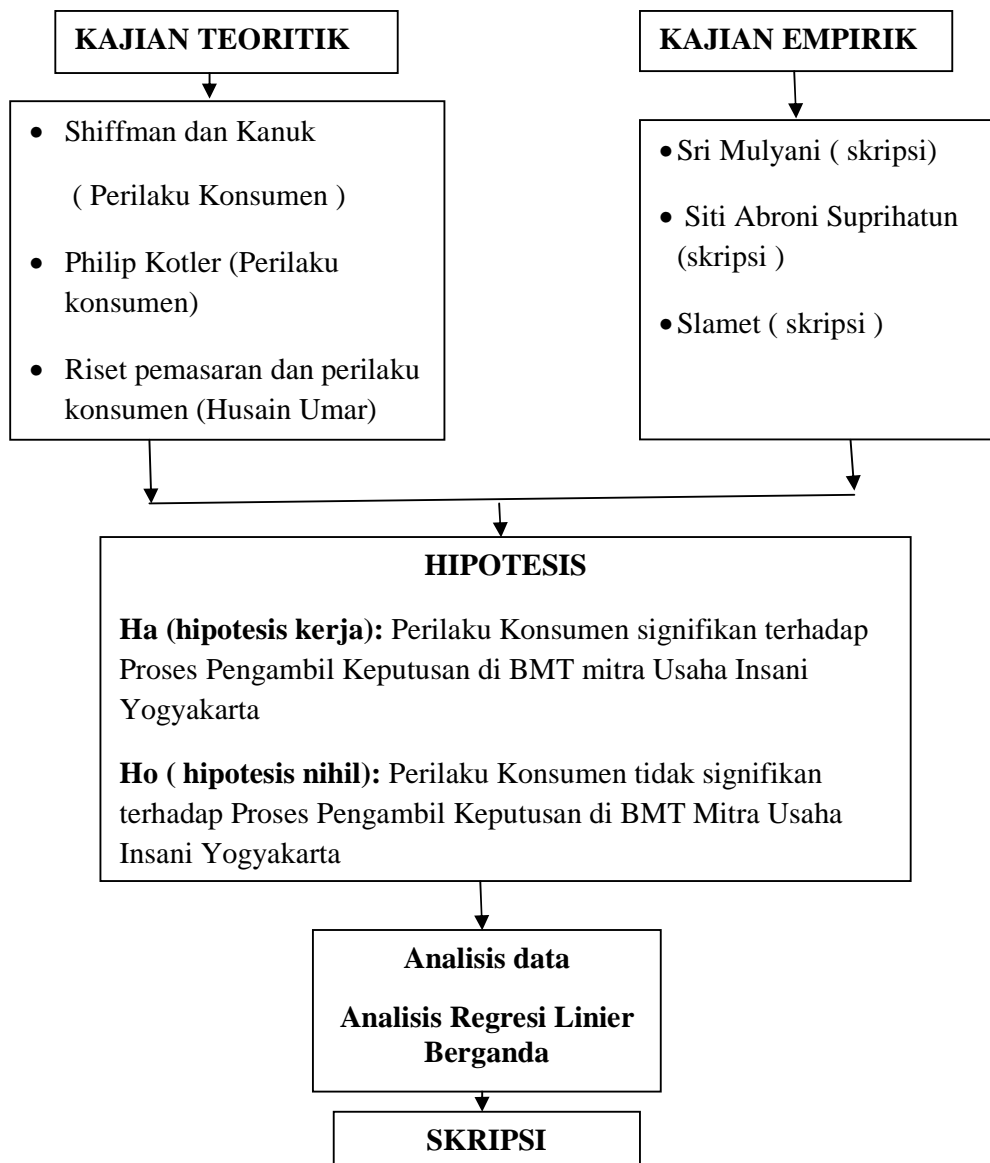 KAJIAN TEORITIK
• Shiffman dan Kanuk
( Perilaku Konsumen )
• Philip Kotler (Perilaku
konsumen)
• Riset pemasaran dan perilaku
konsumen (Husain Umar)
KAJIAN EMPIRIK
• Sri Mulyani ( skripsi)
• Siti Abroni Suprihatun
(skripsi )
• Slamet ( skripsi )
HIPOTESIS
Ha (hipotesis kerja): Perilaku Konsumen signifikan terhadap
Proses Pengambil Keputusan di BMT mitra Usaha Insani
Yogyakarta
Ho ( hipotesis nihil): Perilaku Konsumen tidak signifikan
terhadap Proses Pengambil Keputusan di BMT Mitra Usaha
Insani Yogyakarta
Analisis data
Analisis Regresi Linier
Berganda
SKRIPSI